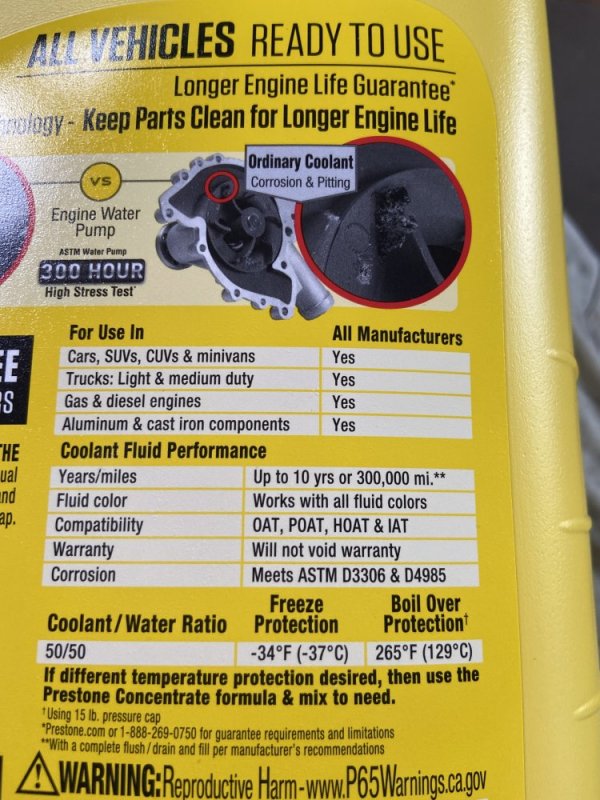 ALL VEHICLES READY TO USE
Longer Engine Life Guarantee*
- Keep Parts Clean for Longer Engine Life
Ordinary Coolant
Corrosion & Pitting
VS
Engine Water
Pump
ASTM Water Pump
300 HOUR
High Stress Test*
For Use In All Manufacturers
Cars, SUVs, CUVs & minivans Yes
Trucks: Light & medium duty Yes
Gas & diesel engines Yes
Aluminum & cast iron components Yes
Coolant Fluid Performance
Years/miles Up to 10 yrs or 300,000 mi.**
Fluid color Works with all fluid colors
Compatibility OAT, POAT, HOAT & IAT
Warranty Will not void warranty
Corrosion Meets ASTM D3306 & D4985
Coolant/Water Ratio Freeze Protection Boil Over Protection†
50/50 -34°F (-37°C) 265°F (129°C)
If different temperature protection desired, then use the
Prestone Concentrate formula & mix to need.
†Using 15 lb. pressure cap
*Prestone.com or 1-888-269-0750 for guarantee requirements and limitations
**With a complete flush/drain and fill per manufacturer's recommendations
WARNING: Reproductive Harm-www.P65Warnings.ca.gov